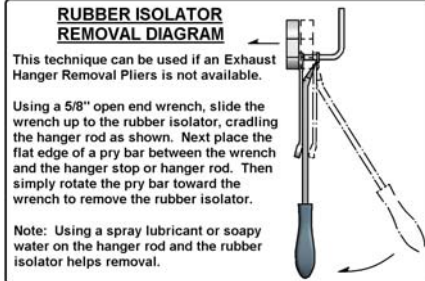 RUBBER ISOLATOR
REMOVAL DIAGRAM
This technique can be used if an Exhaust
Hanger Removal Pliers is not available.
Using a 5/8" open end wrench, slide the
wrench up to the rubber isolator, cradling
the hanger rod as shown. Next place the
flat edge of a pry bar between the wrench
and the hanger stop or hanger rod. Then
simply rotate the pry bar toward the
wrench to remove the rubber isolator.
Note: Using a spray lubricant or soapy
water on the hanger rod and the rubber
isolator helps removal.